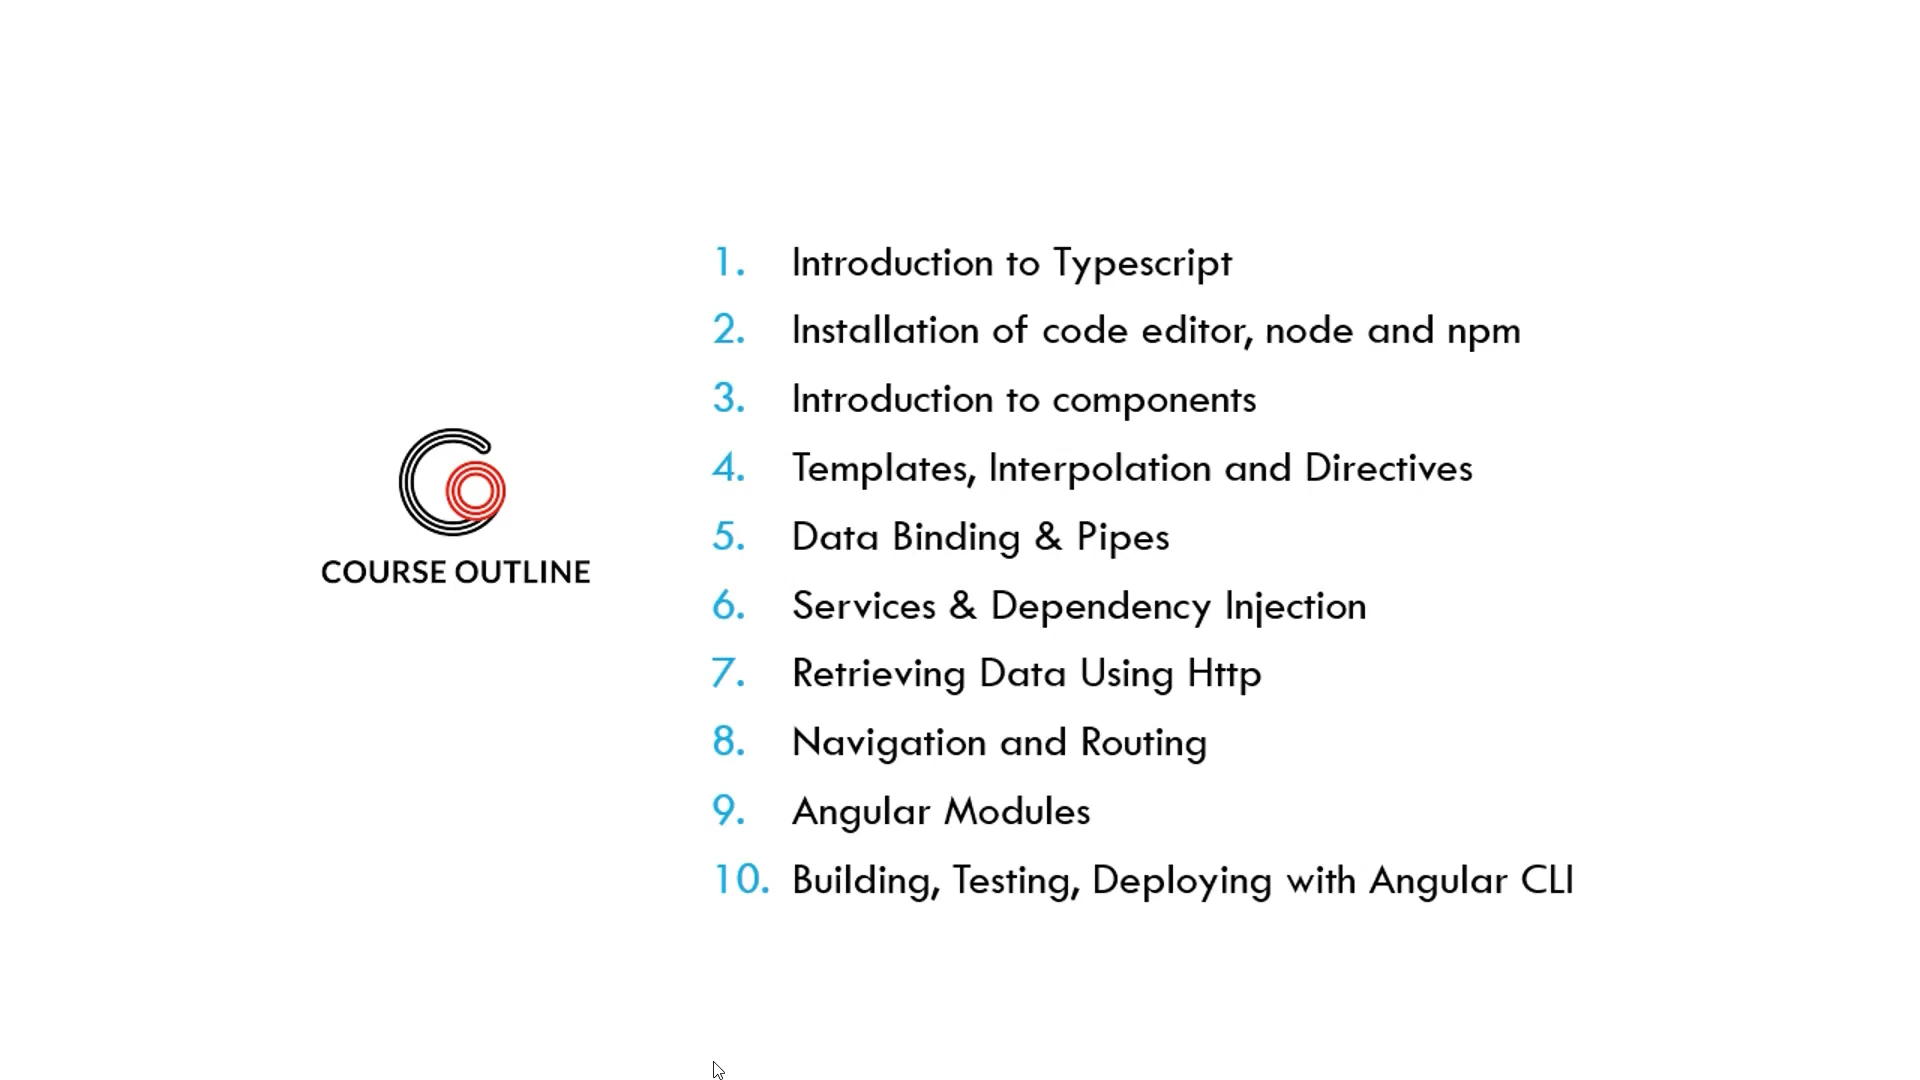 COURSE OUTLINE
1. Introduction to Typescript
2. Installation of code editor, node and npm
3. Introduction to components
4. Templates, Interpolation and Directives
5. Data Binding & Pipes
6. Services & Dependency Injection
7. Retrieving Data Using Http
8. Navigation and Routing
9. Angular Modules
10. Building, Testing, Deploying with Angular CLI